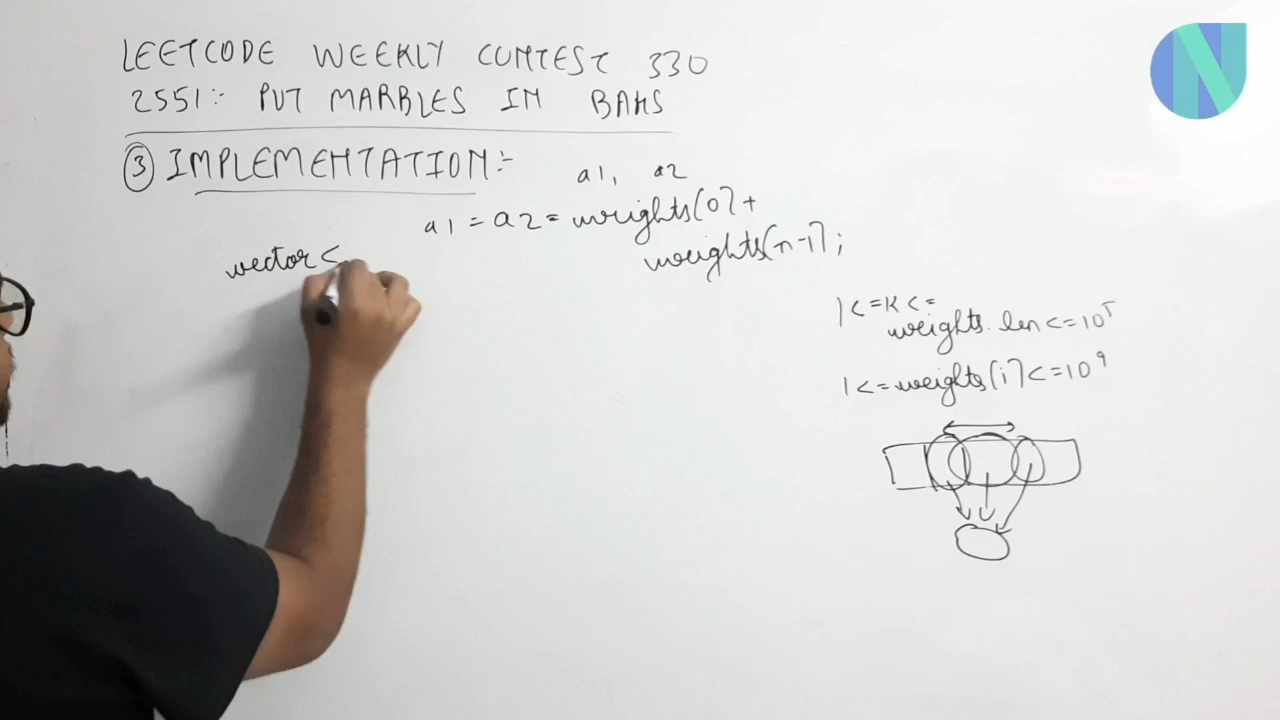 LEETCODE WEEKLY CONTEST 330
2551:- PUT MARBLES IN BAGS
③ IMPLEMENTATION:-
a1, a2
a1 = a2 = weights[0] +
weights[n-1];
vector <
1<=K<=
weights.len<=10^5
1<=weights[i]<=10^9